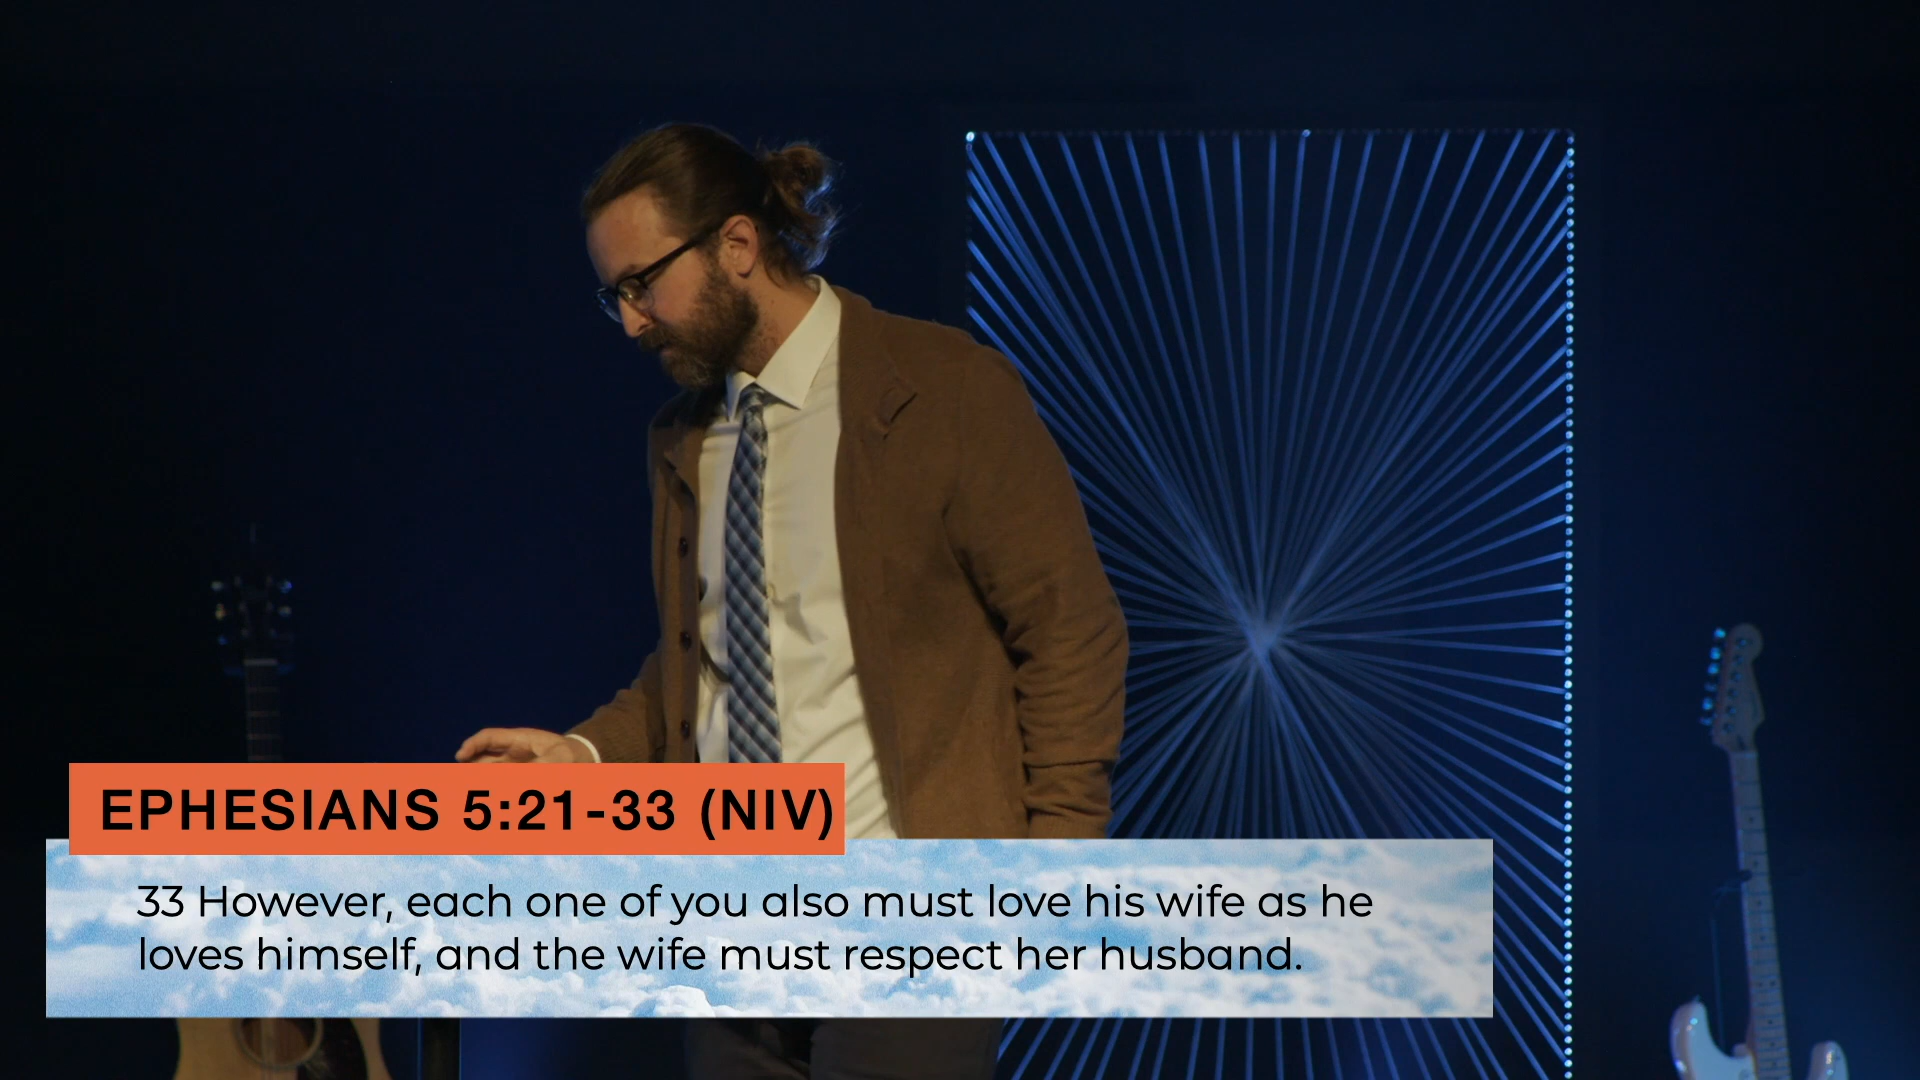 EPHESIANS 5:21-33 (NIV)
33 However, each one of you also must love his wife as he
loves himself, and the wife must respect her husband.